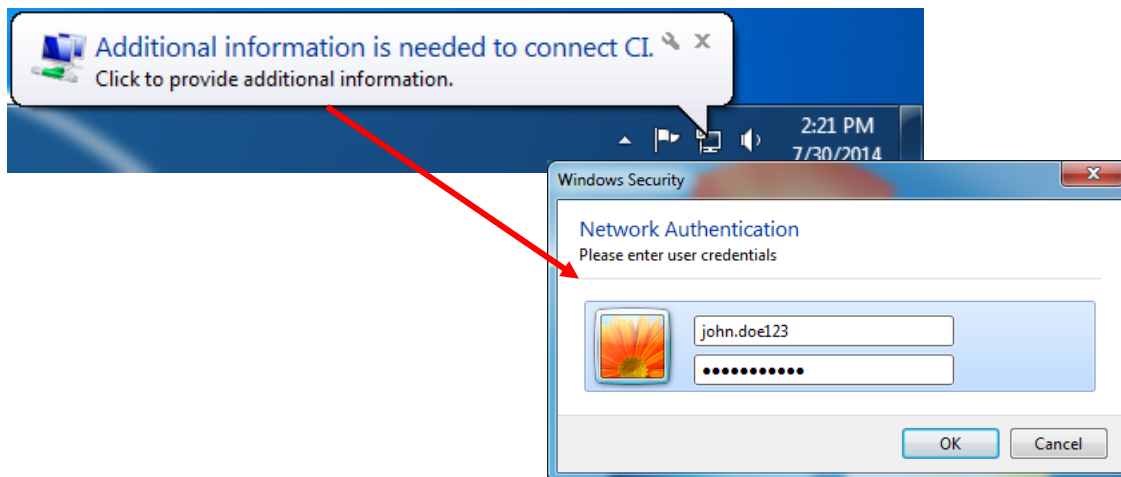 Additional information is needed to connect CI.
Click to provide additional information.
2:21 PM
7/30/2014
Windows Security
Network Authentication
Please enter user credentials
john.doe123
●●●●●●●●●●●
OK
Cancel